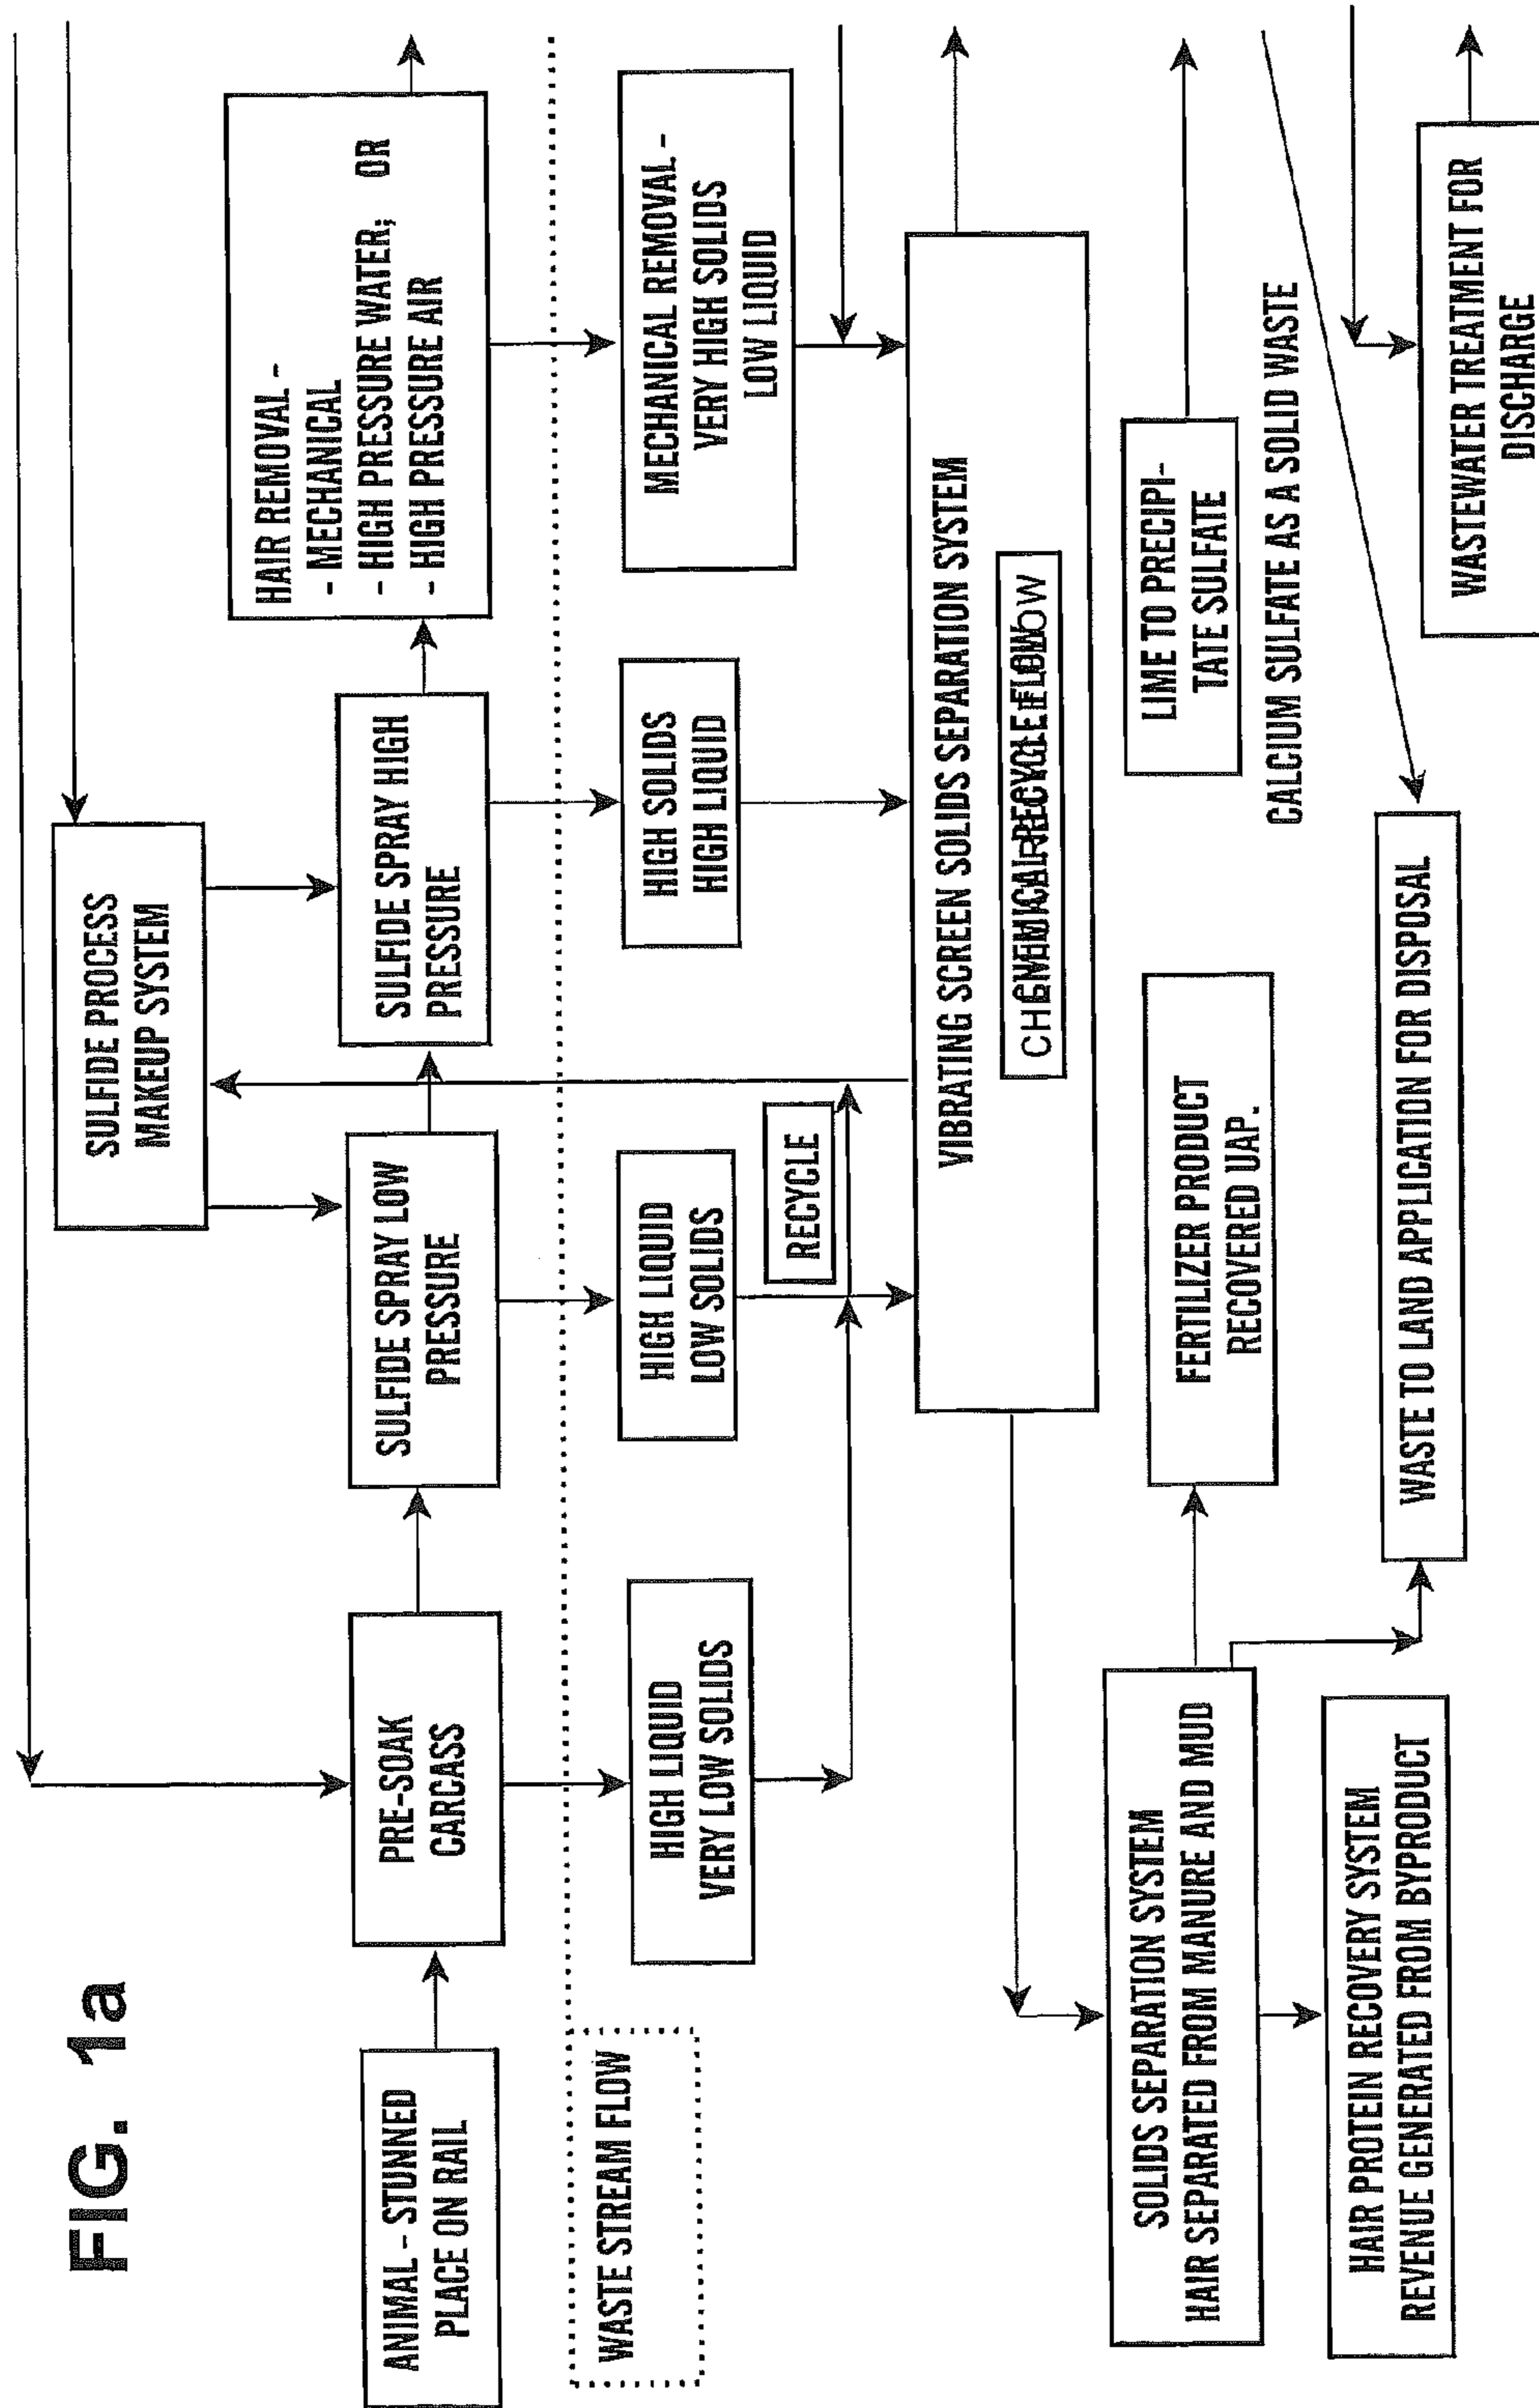 FIG. 1a
SULFIDE PROCESS
MAKEUP SYSTEM
ANIMAL – STUNNED
PLACE ON RAIL
PRE-SOAK
CARCASS
SULFIDE SPRAY LOW
PRESSURE
SULFIDE SPRAY HIGH
PRESSURE
HAIR REMOVAL –
- MECHANICAL
- HIGH PRESSURE WATER; OR
- HIGH PRESSURE AIR
WASTE STREAM FLOW
HIGH LIQUID
VERY LOW SOLIDS
HIGH LIQUID
LOW SOLIDS
HIGH SOLIDS
HIGH LIQUID
MECHANICAL REMOVAL –
VERY HIGH SOLIDS
LOW LIQUID
RECYCLE
VIBRATING SCREEN SOLIDS SEPARATION SYSTEM
CHEMICAL RECYCLE FLOW
SOLIDS SEPARATION SYSTEM
HAIR SEPARATED FROM MANURE AND MUD
FERTILIZER PRODUCT
RECOVERED UAP.
LIME TO PRECIPI-
TATE SULFATE
CALCIUM SULFATE AS A SOLID WASTE
HAIR PROTEIN RECOVERY SYSTEM
REVENUE GENERATED FROM BYPRODUCT
WASTE TO LAND APPLICATION FOR DISPOSAL
WASTEWATER TREATMENT FOR
DISCHARGE